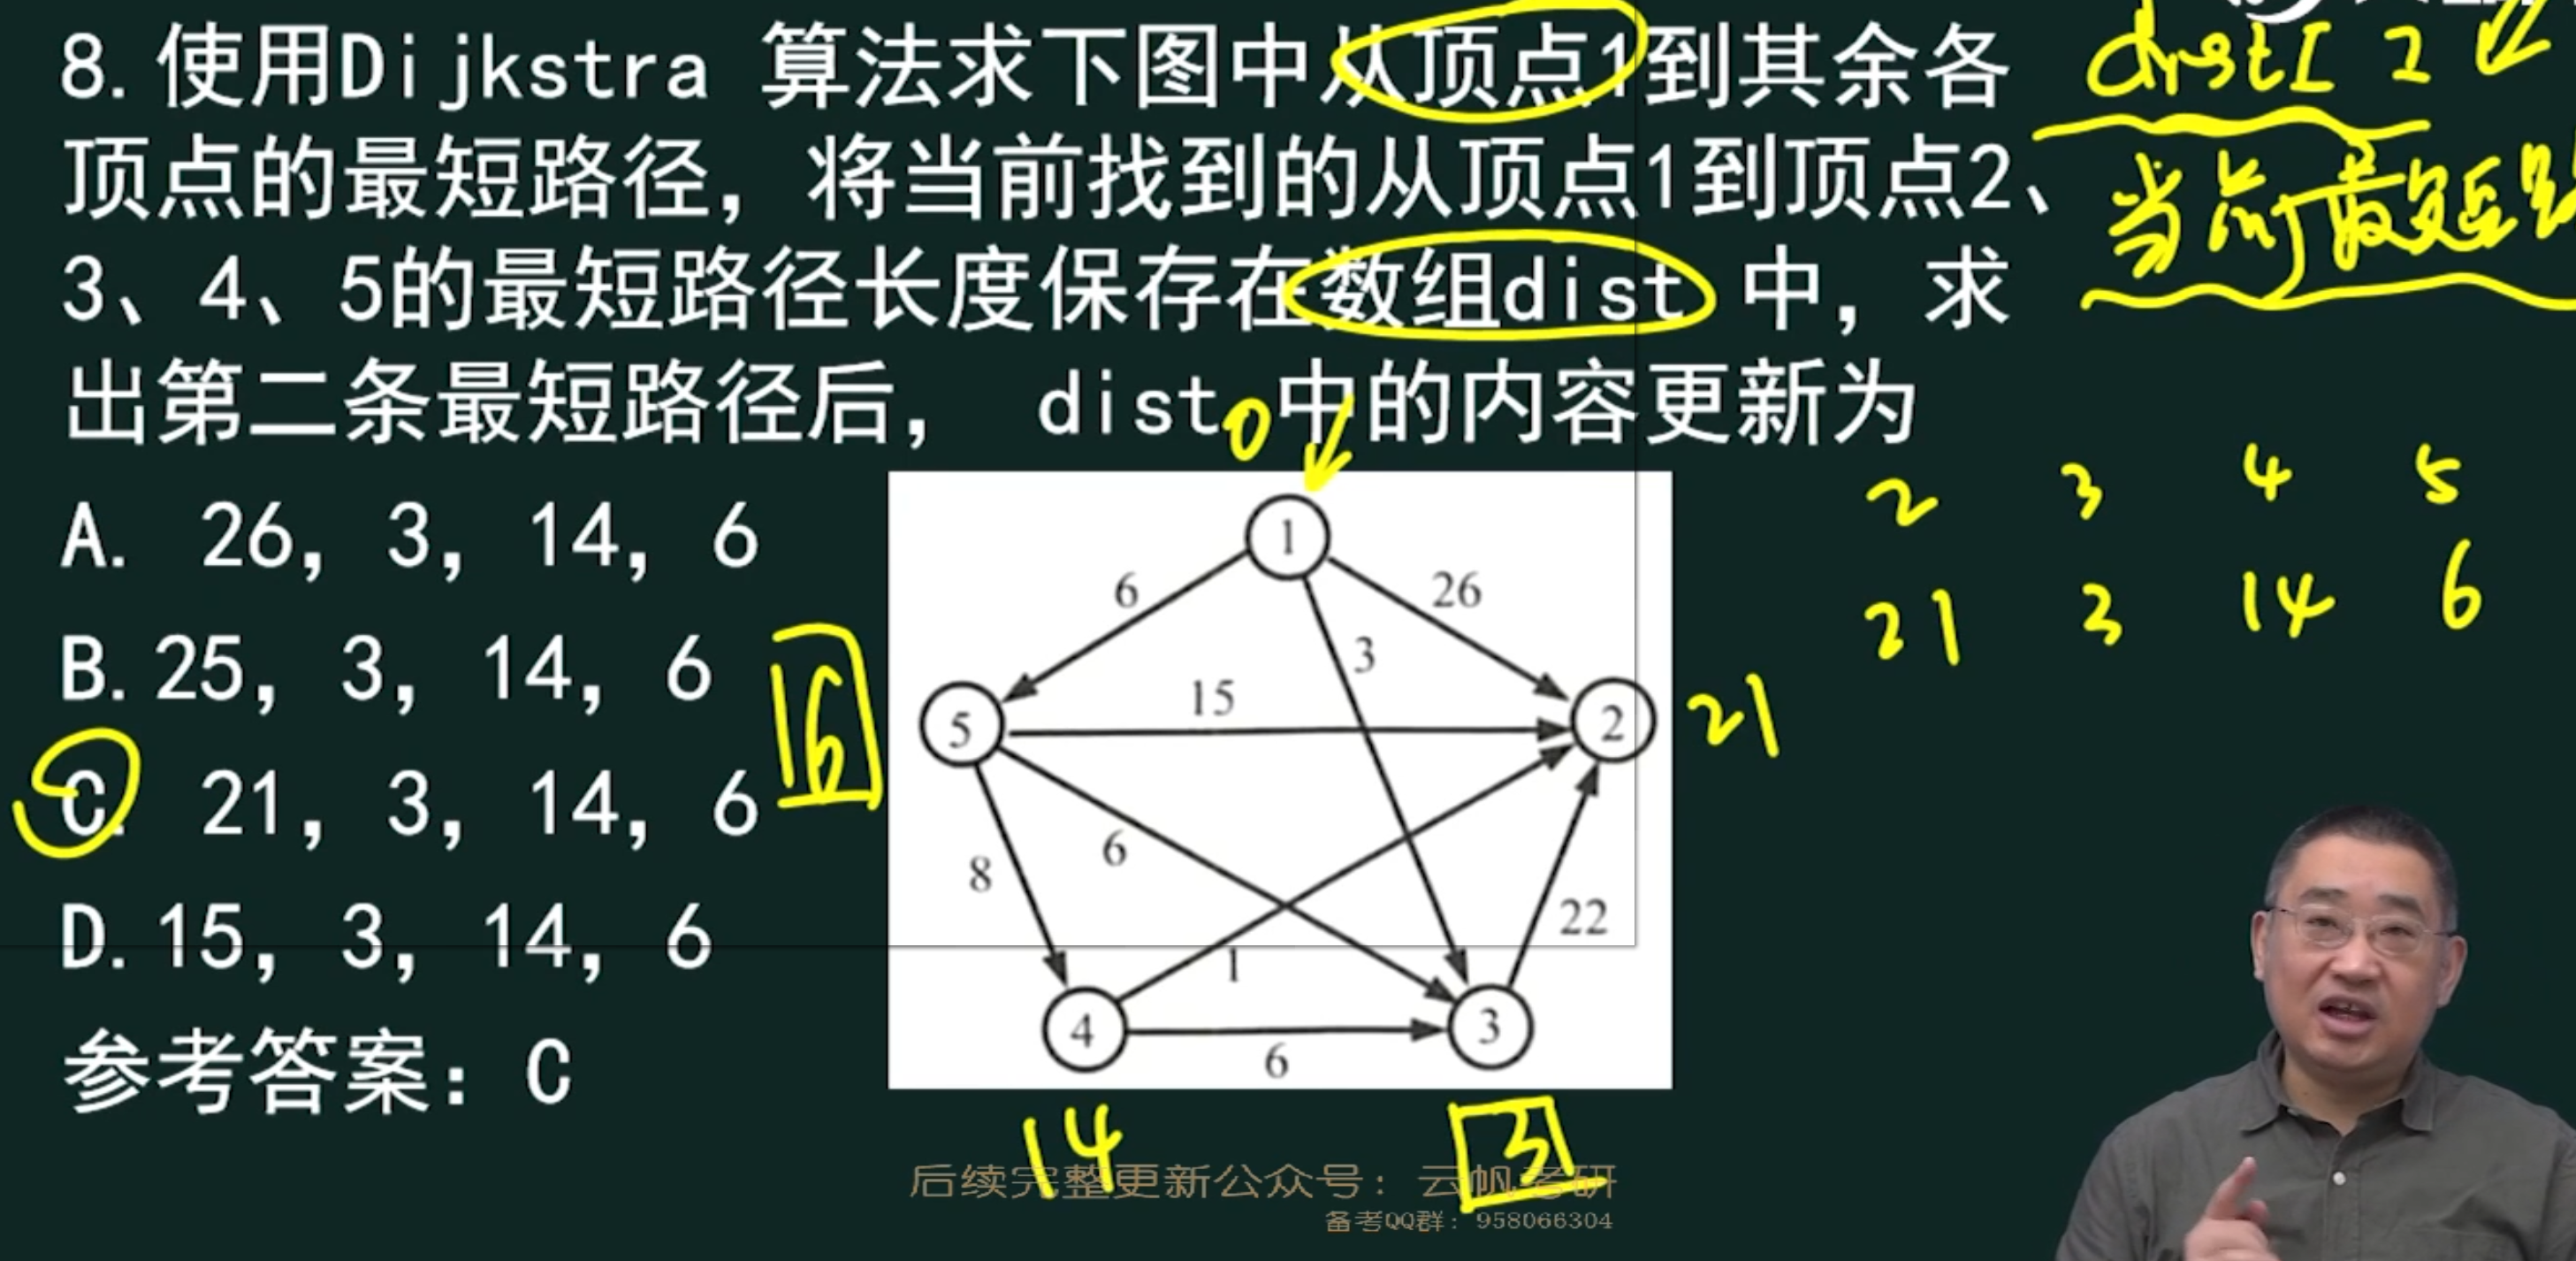 8. 使用Dijkstra 算法求下图中从顶点1到其余各
顶点的最短路径，将当前找到的从顶点1到顶点2、
3、4、5的最短路径长度保存在数组dist 中，求
出第二条最短路径后， dist 中的内容更新为
A. 26, 3, 14, 6
B. 25, 3, 14, 6
C. 21, 3, 14, 6
D. 15, 3, 14, 6
参考答案：C
dist[ ]
当前最短
0
1
6
26
3
15
5
2
21
6
8
6
22
1
4
3
6
14
3
2 3 4 5
21 3 14 6
后续完整更新公众号：云帆考研
备考QQ群：958066304